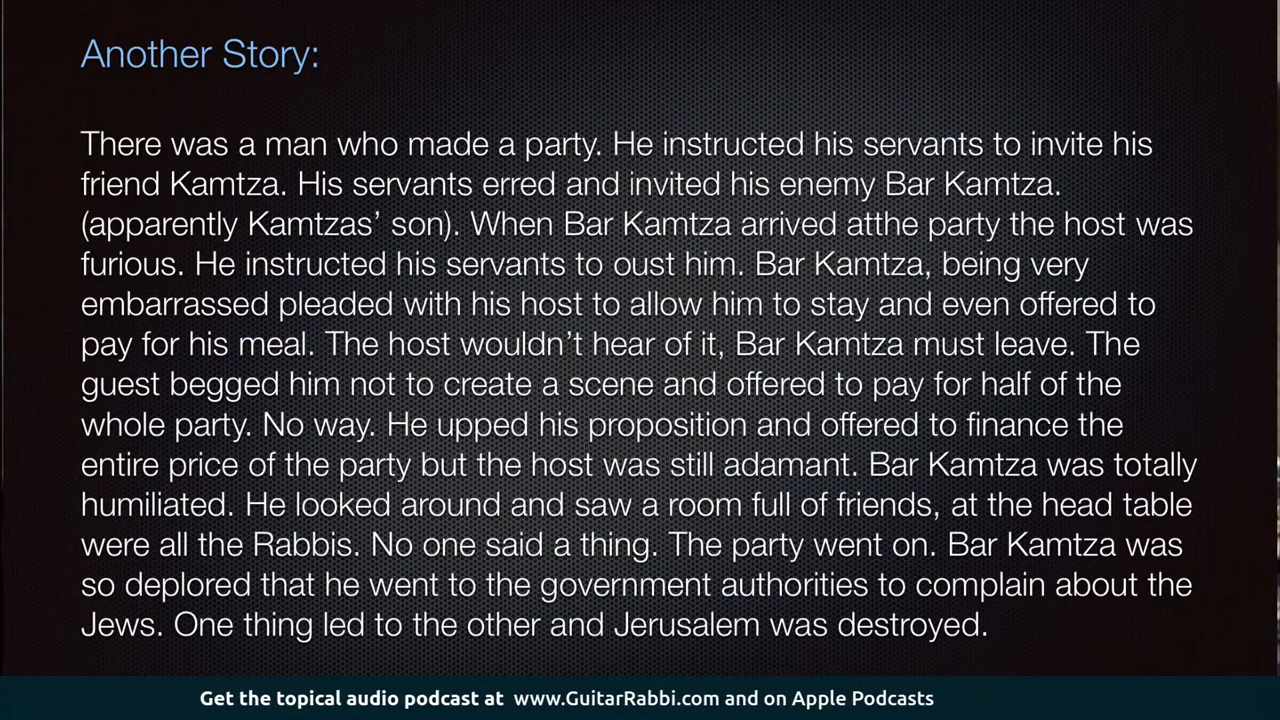 Another Story:
There was a man who made a party. He instructed his servants to invite his
friend Kamtza. His servants erred and invited his enemy Bar Kamtza.
(apparently Kamtzas’ son). When Bar Kamtza arrived atthe party the host was
furious. He instructed his servants to oust him. Bar Kamtza, being very
embarrassed pleaded with his host to allow him to stay and even offered to
pay for his meal. The host wouldn’t hear of it, Bar Kamtza must leave. The
guest begged him not to create a scene and offered to pay for half of the
whole party. No way. He upped his proposition and offered to finance the
entire price of the party but the host was still adamant. Bar Kamtza was totally
humiliated. He looked around and saw a room full of friends, at the head table
were all the Rabbis. No one said a thing. The party went on. Bar Kamtza was
so deplored that he went to the government authorities to complain about the
Jews. One thing led to the other and Jerusalem was destroyed.
Get the topical audio podcast at www.GuitarRabbi.com and on Apple Podcasts